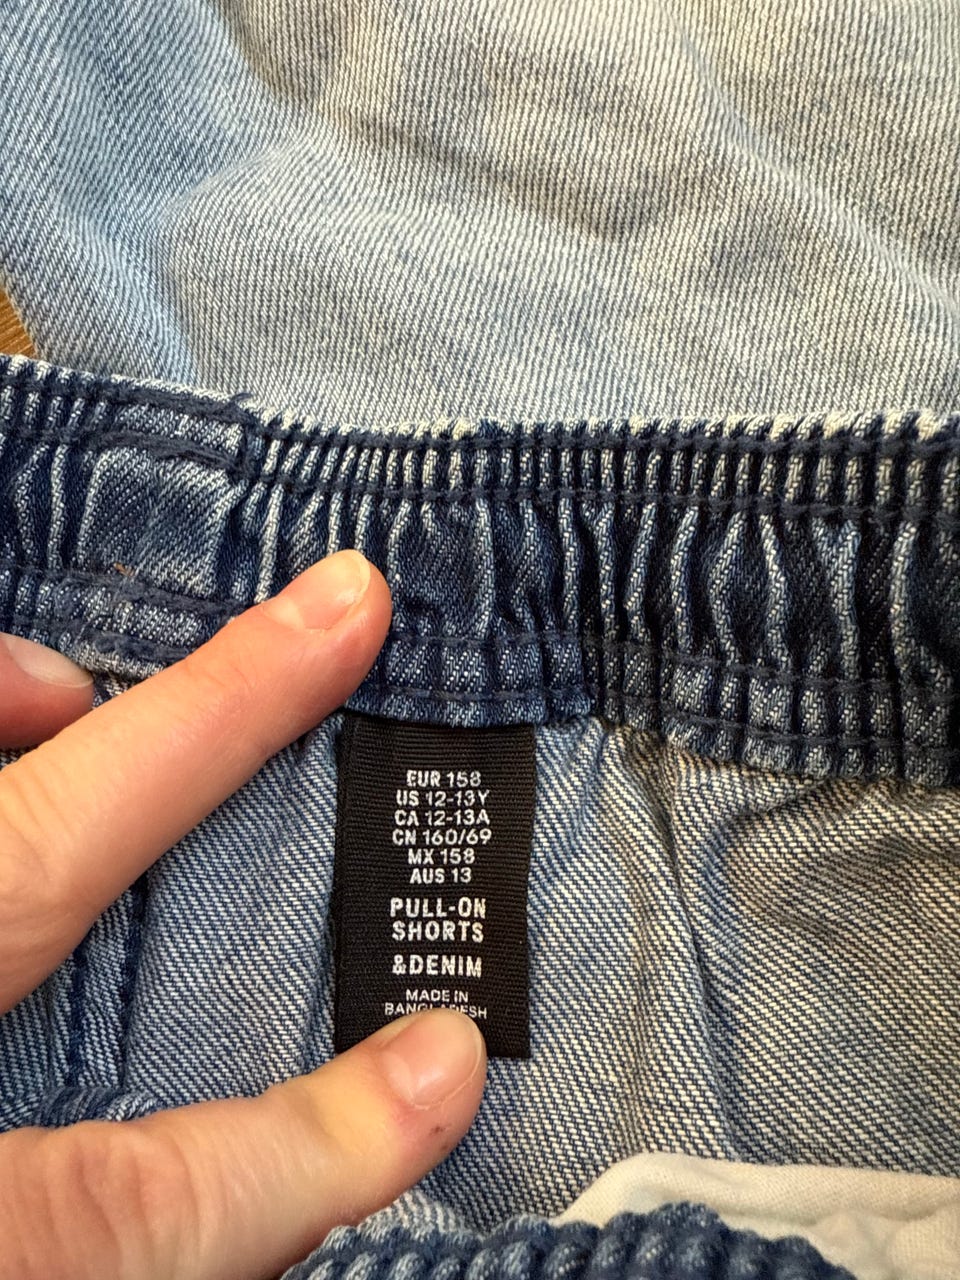 EUR 158
US 12-13Y
CA 12-13A
CN 160/69
MX 158
AUS 13
PULL-ON
SHORTS
&DENIM
MADE IN
BANGLADESH